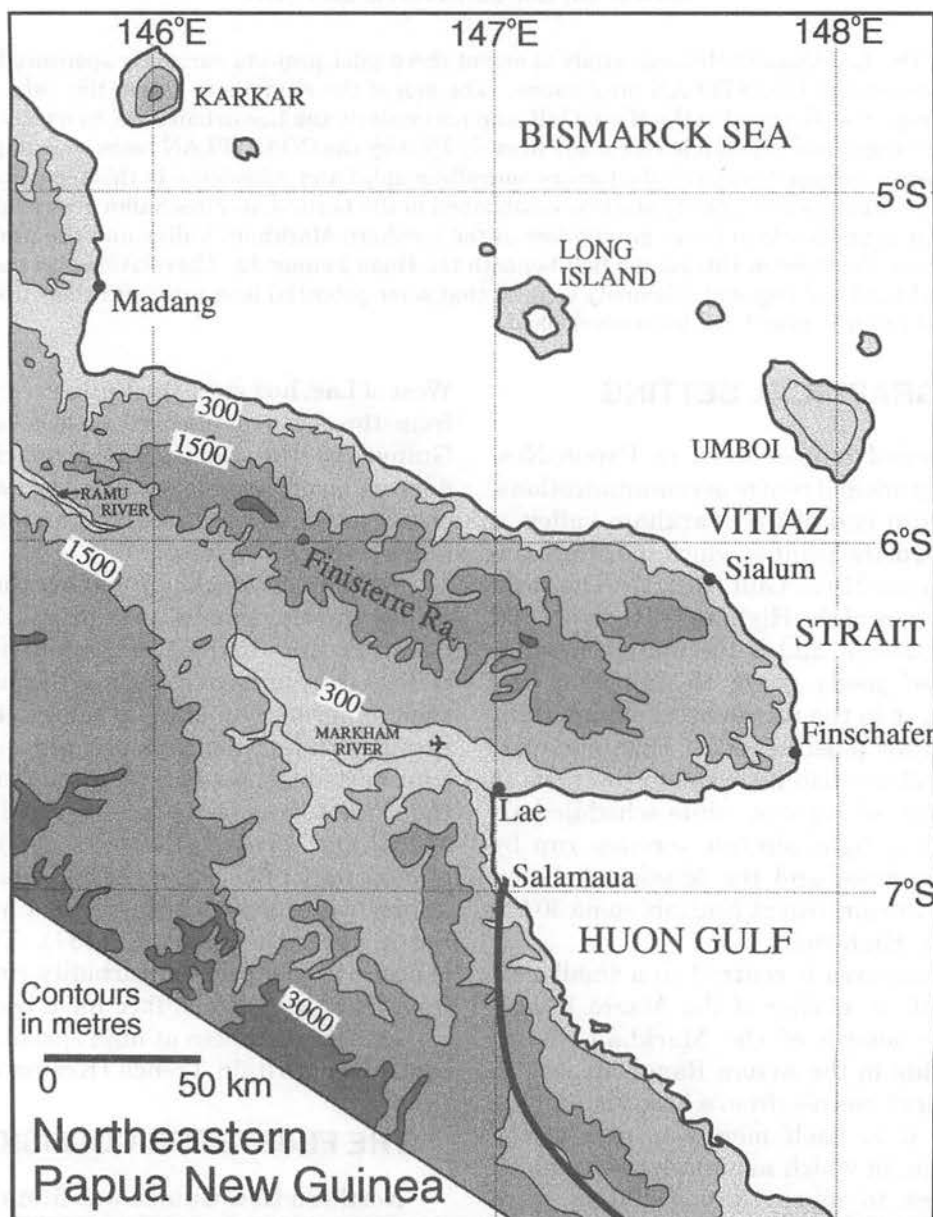 146°E
147°E
148°E
KARKAR
BISMARCK SEA
5°S
LONG
ISLAND
Madang
300
UMBOI
1500
RAMU
RIVER
VITIAZ
6°S
1500
Sialum
Finisterre Ra.
STRAIT
300
MARKHAM
RIVER
Finschafen
Lae
Salamaua
7°S
HUON GULF
Contours
in metres
3000
0 50 km
Northeastern
Papua New Guinea